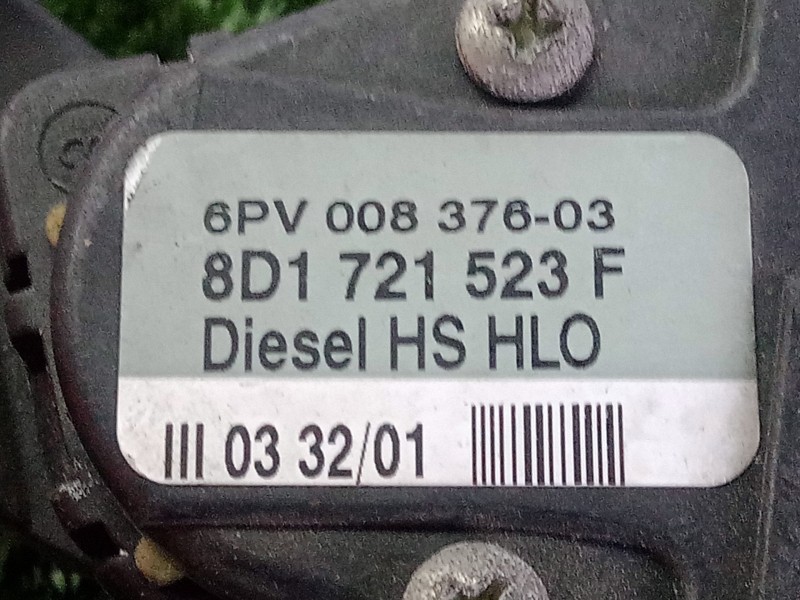 6PV 008 376-03
8D1 721 523 F
Diesel HS HLO
III 03 32/01